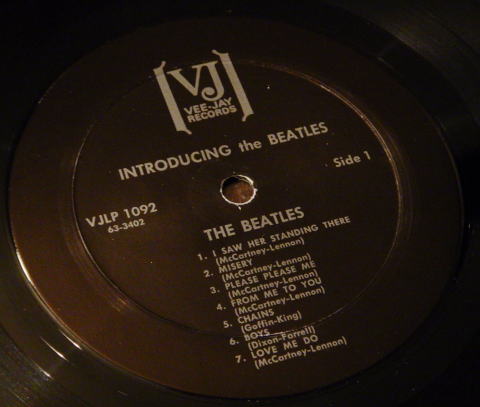 VJ
VEE-JAY
RECORDS
INTRODUCING the BEATLES
Side 1
VJLP 1092
63-3402
THE BEATLES
1. I SAW HER STANDING THERE
(McCartney-Lennon)
2. MISERY
(McCartney-Lennon)
3. PLEASE PLEASE ME
(McCartney-Lennon)
4. FROM ME TO YOU
(McCartney-Lennon)
5. CHAINS
(Goffin-King)
6. BOYS
(Dixon-Farrell)
7. LOVE ME DO
(McCartney-Lennon)